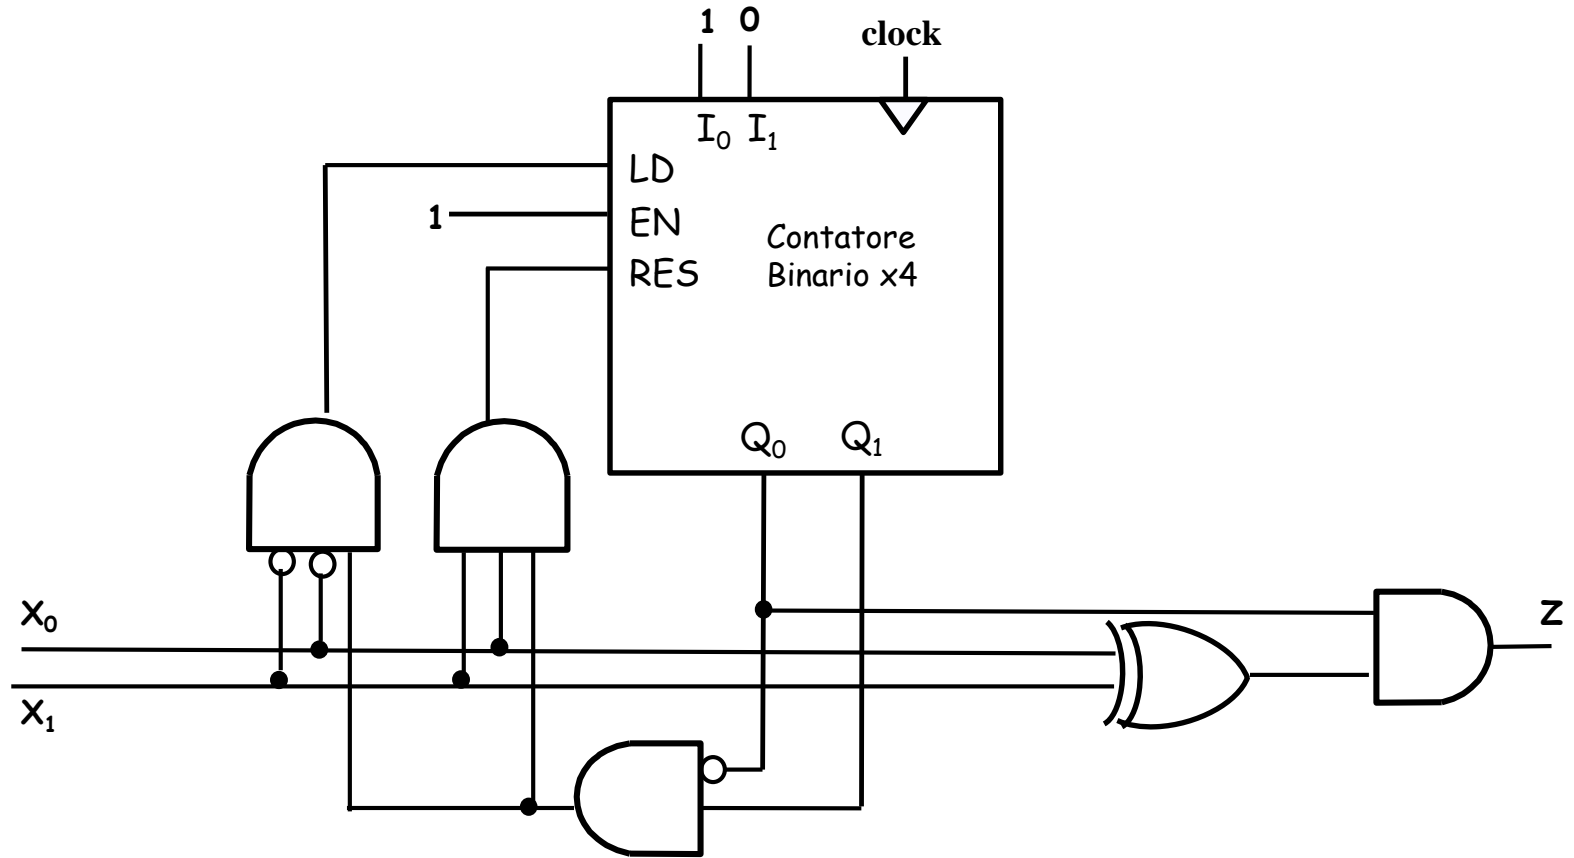 1 0
clock
I₀ I₁
LD
1
EN
Contatore
Binario x4
RES
Q₀ Q₁
X₀
Z
X₁